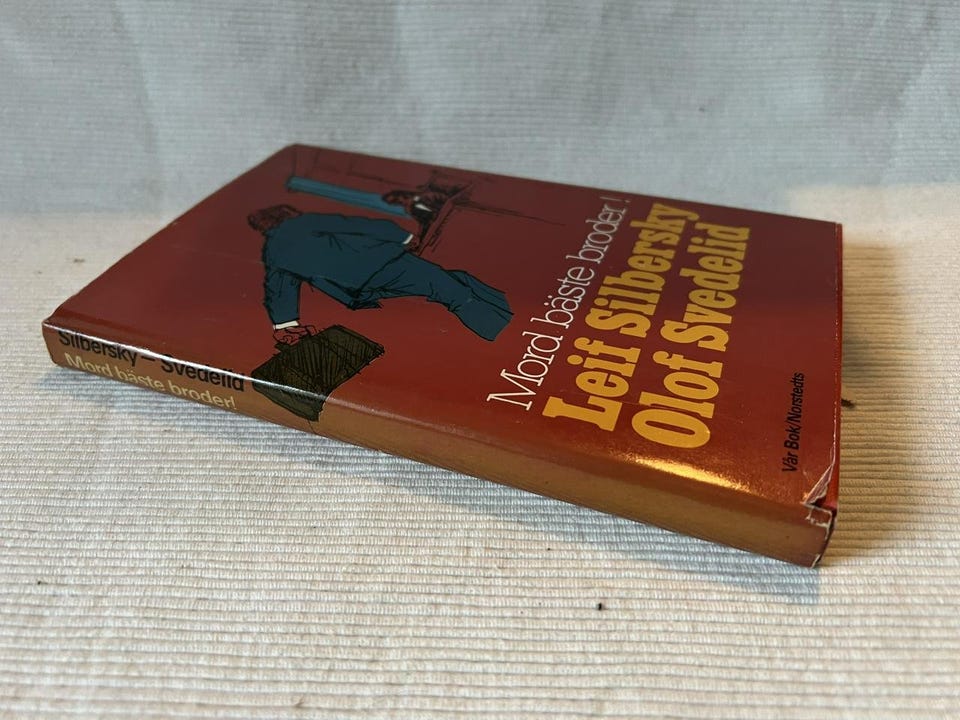 Mord bäste broder!
Leif Silbersky
Olof Svedelid
Vår Bok/Norstedts
Silbersky – Svedelid
Mord bäste broder!